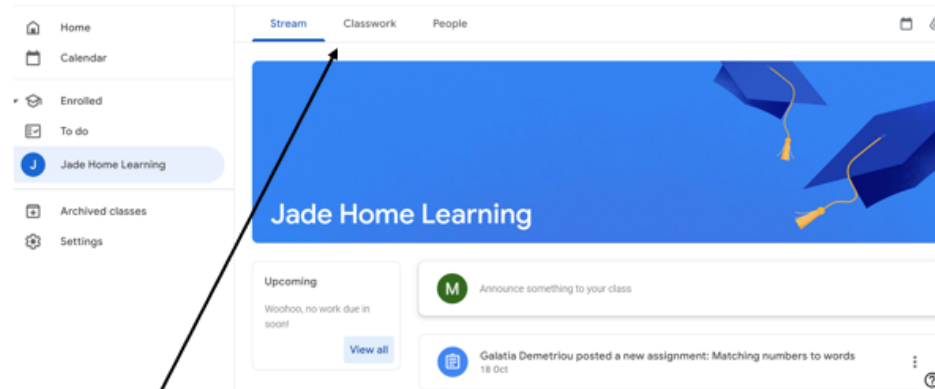 Home
Calendar
Enrolled
To do
J
Jade Home Learning
Archived classes
Settings
Stream Classwork People
Jade Home Learning
Upcoming
Woohoo, no work due in
soon!
View all
M
Announce something to your class
Galatia Demetriou posted a new assignment: Matching numbers to words
18 Oct